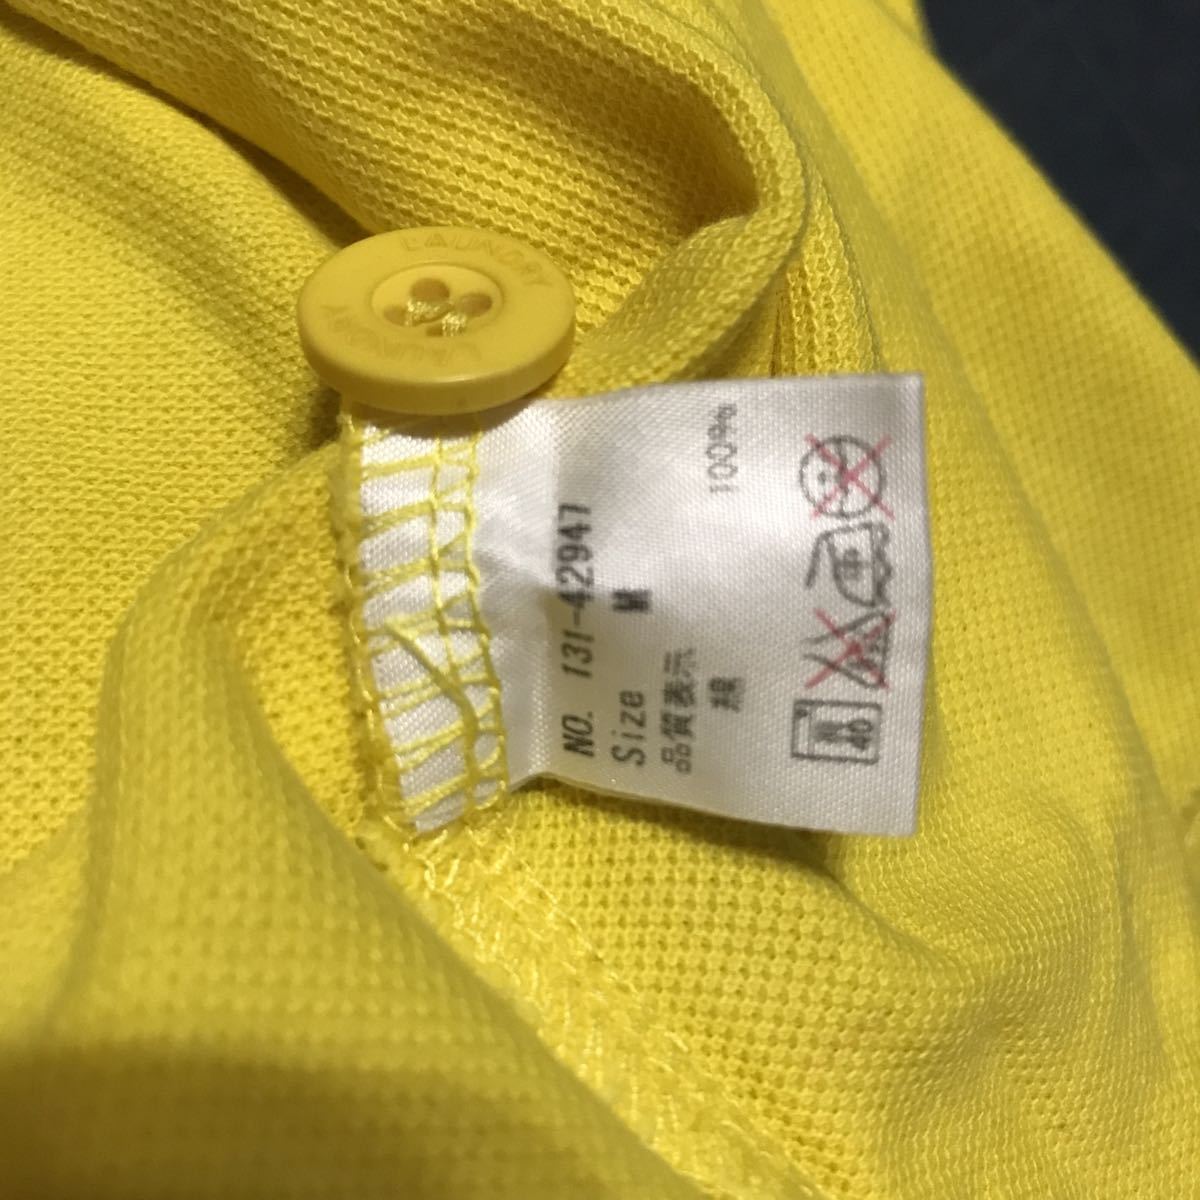 LAUNDRY
LAUNDRY
NO. 131-42947
Size M
品質表示
綿 100%
40